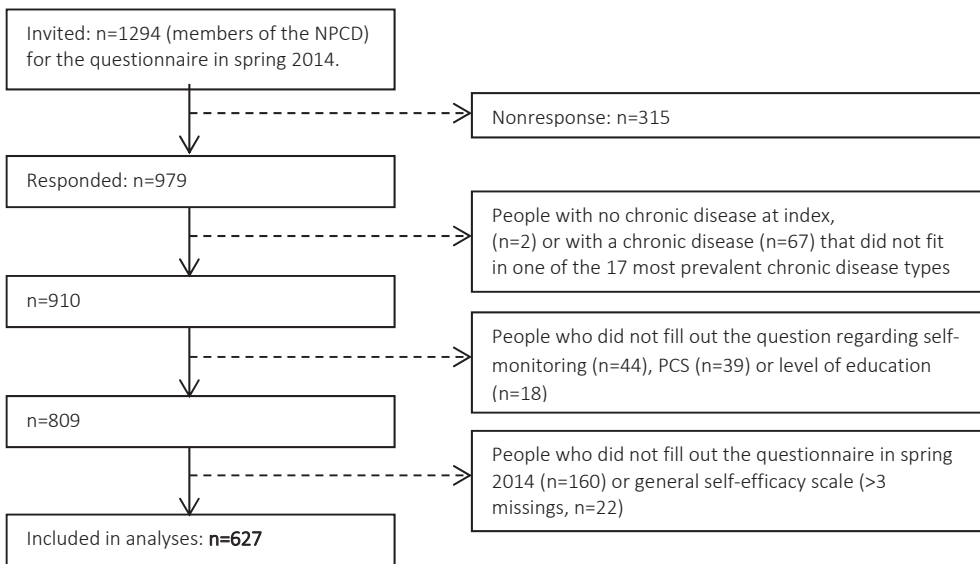 Invited: n=1294 (members of the NPCD)
for the questionnaire in spring 2014.
Nonresponse: n=315
Responded: n=979
People with no chronic disease at index,
(n=2) or with a chronic disease (n=67) that did not fit
in one of the 17 most prevalent chronic disease types
n=910
People who did not fill out the question regarding self-
monitoring (n=44), PCS (n=39) or level of education
(n=18)
n=809
People who did not fill out the questionnaire in spring
2014 (n=160) or general self-efficacy scale (>3
missings, n=22)
Included in analyses: n=627